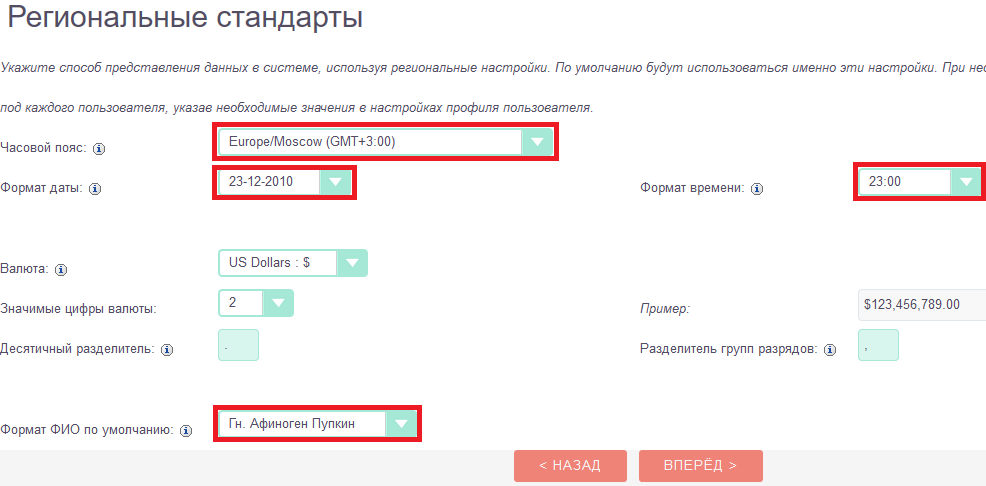 Региональные стандарты
Укажите способ представления данных в системе, используя региональные настройки. По умолчанию будут использоваться именно эти настройки. При
под каждого пользователя, указав необходимые значения в настройках профиля пользователя.
Часовой пояс: Europe/Moscow (GMT+3:00)
Формат даты: 23-12-2010 Формат времени: 23:00
Валюта: US Dollars : $
Значимые цифры валюты: 2 Пример: $123,456,789.00
Десятичный разделитель: . Разделитель групп разрядов: ,
Формат ФИО по умолчанию: Гн. Афиноген Пупкин
< НАЗАД ВПЕРЁД >